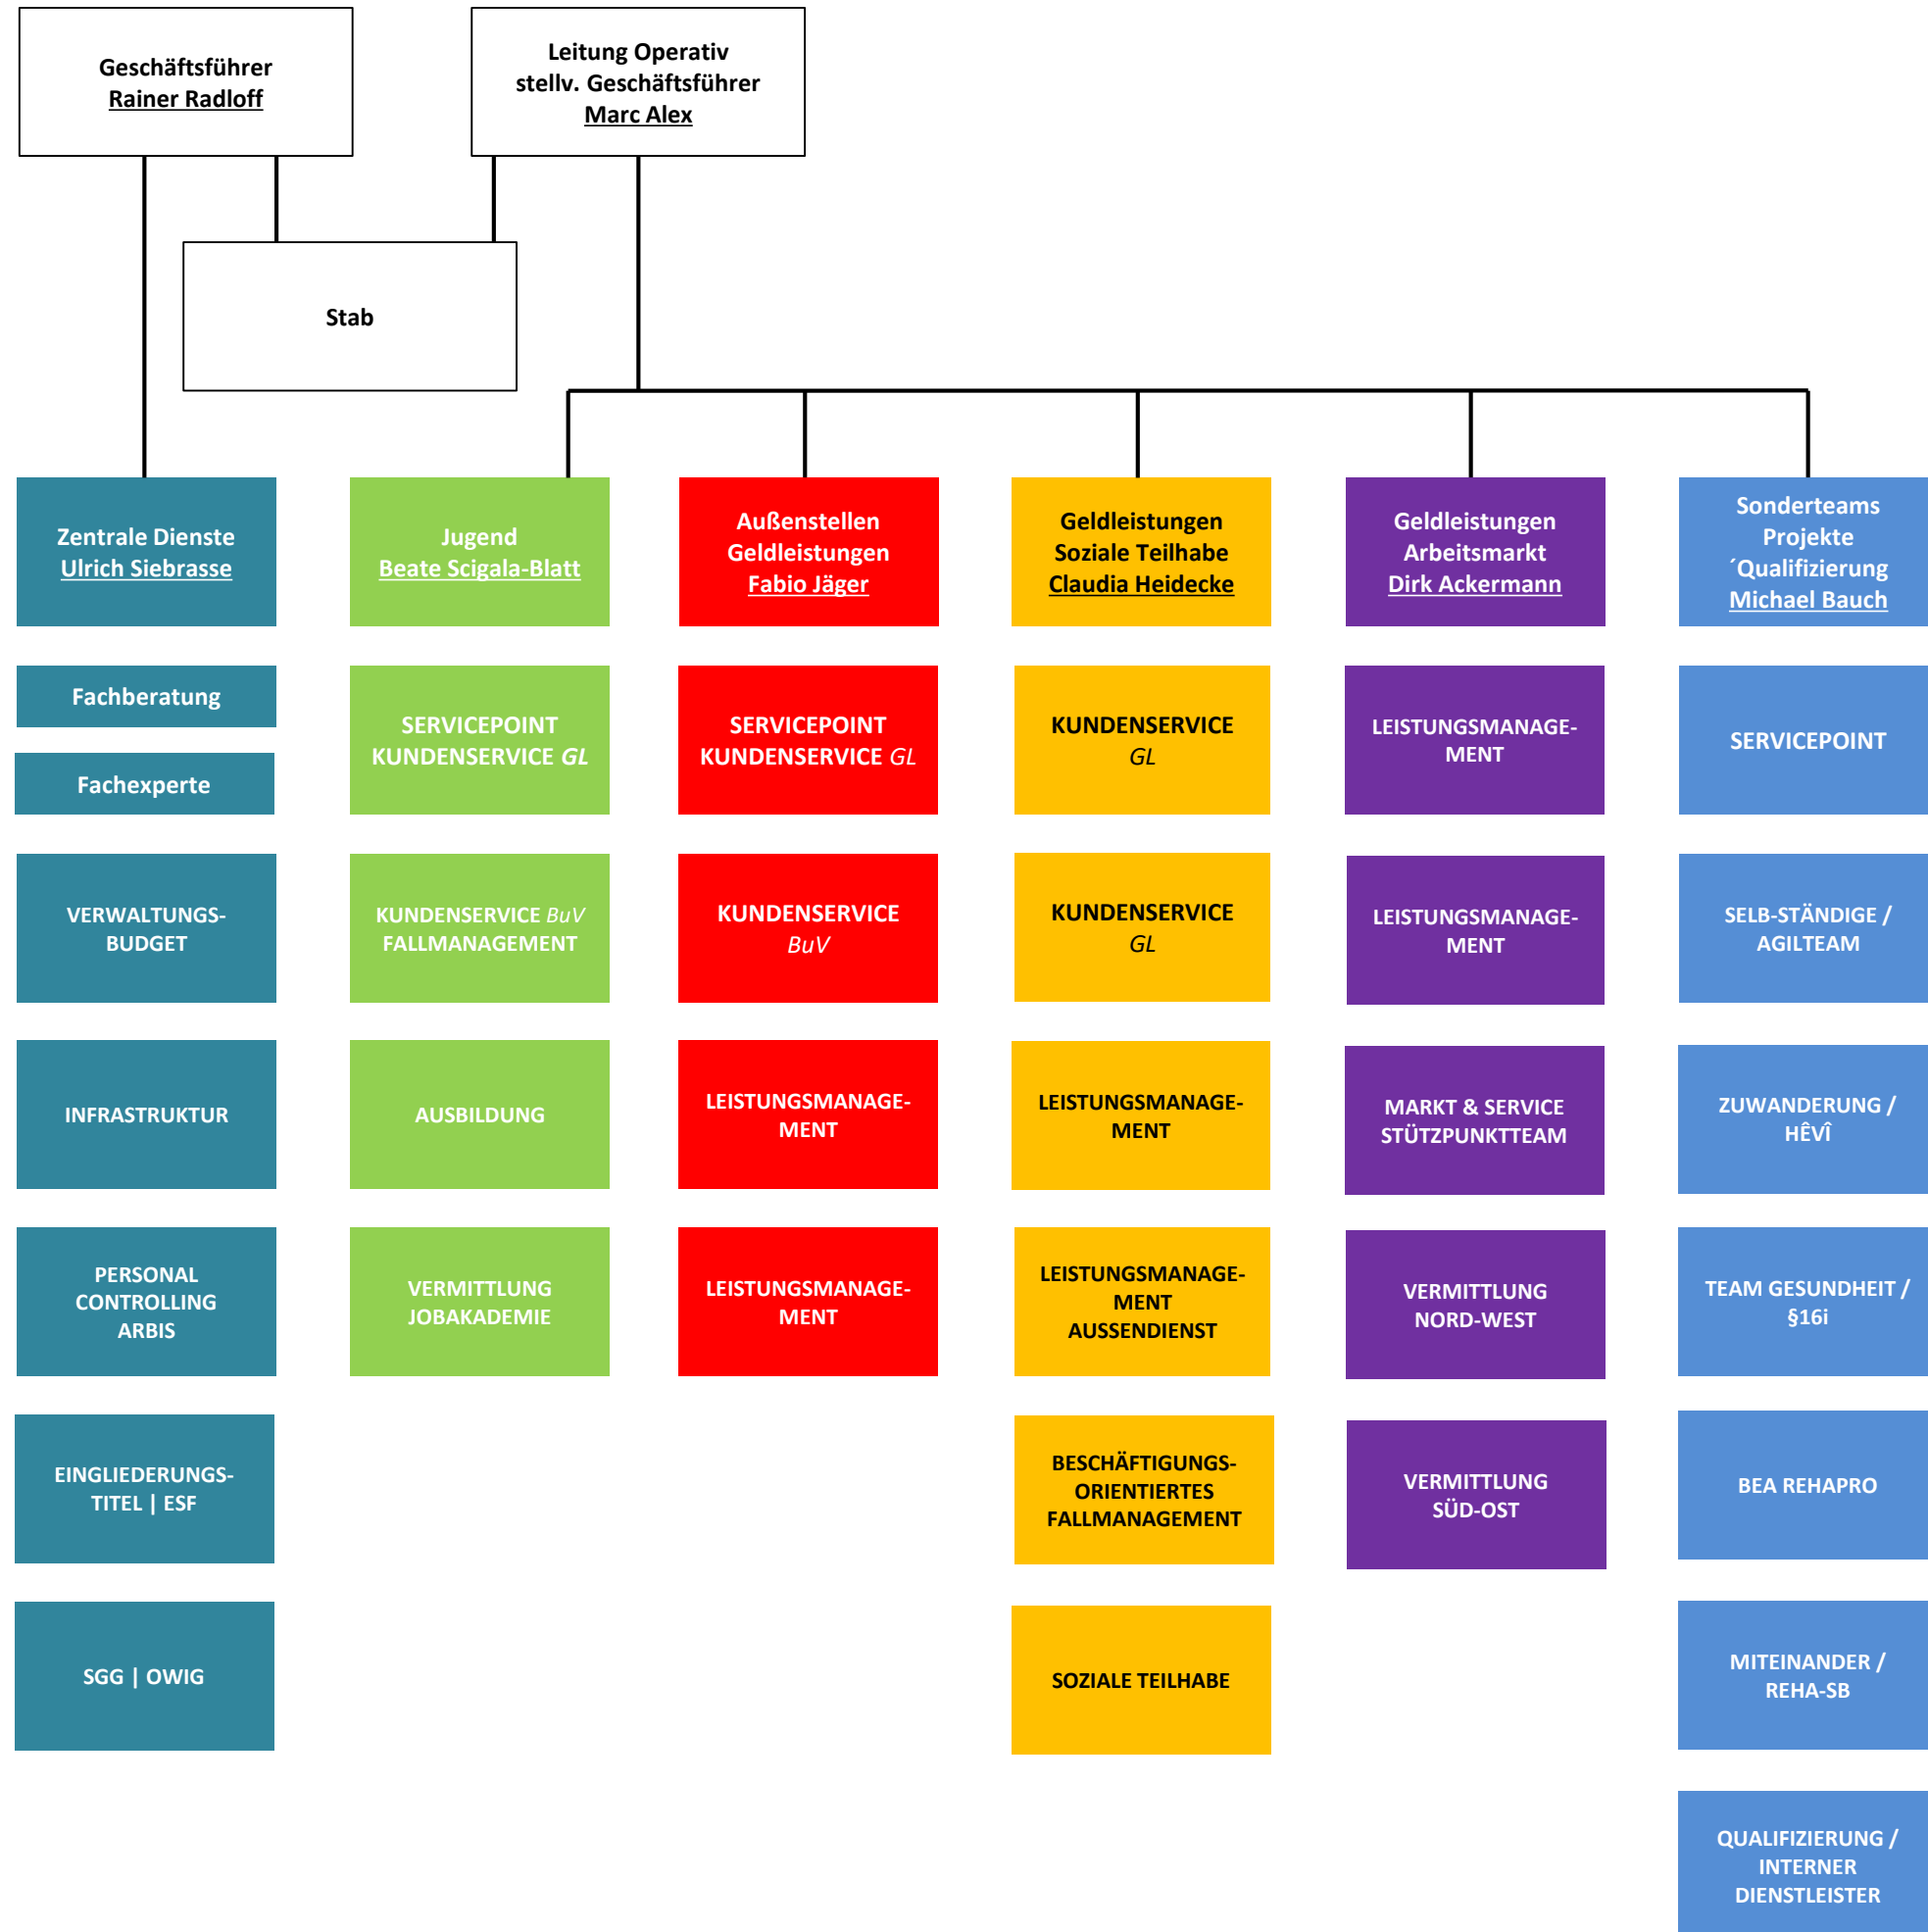 Geschäftsführer
Rainer Radloff
Leitung Operativ
stellv. Geschäftsführer
Marc Alex
Stab
Zentrale Dienste
Ulrich Siebrasse
Fachberatung
Fachexperte
VERWALTUNGS-
BUDGET
INFRASTRUKTUR
PERSONAL
CONTROLLING
ARBIS
EINGLIEDERUNGS-
TITEL | ESF
SGG | OWIG
Jugend
Beate Scigala-Blatt
SERVICEPOINT
KUNDENSERVICE GL
KUNDENSERVICE BuV
FALLMANAGEMENT
AUSBILDUNG
VERMITTLUNG
JOBAKADEMIE
Außenstellen
Geldleistungen
Fabio Jäger
SERVICEPOINT
KUNDENSERVICE GL
KUNDENSERVICE
BuV
LEISTUNGSMANAGE-
MENT
LEISTUNGSMANAGE-
MENT
Geldleistungen
Soziale Teilhabe
Claudia Heidecke
KUNDENSERVICE
GL
KUNDENSERVICE
GL
LEISTUNGSMANAGE-
MENT
LEISTUNGSMANAGE-
MENT
AUSSENDIENST
BESCHÄFTIGUNGS-
ORIENTIERTES
FALLMANAGEMENT
SOZIALE TEILHABE
Geldleistungen
Arbeitsmarkt
Dirk Ackermann
LEISTUNGSMANAGE-
MENT
LEISTUNGSMANAGE-
MENT
MARKT & SERVICE
STÜTZPUNKTTEAM
VERMITTLUNG
NORD-WEST
VERMITTLUNG
SÜD-OST
Sonderteams
Projekte
´Qualifizierung
Michael Bauch
SERVICEPOINT
SELB-STÄNDIGE /
AGILTEAM
ZUWANDERUNG /
HÊVÎ
TEAM GESUNDHEIT /
§16i
BEA REHAPRO
MITEINANDER /
REHA-SB
QUALIFIZIERUNG /
INTERNER
DIENSTLEISTER